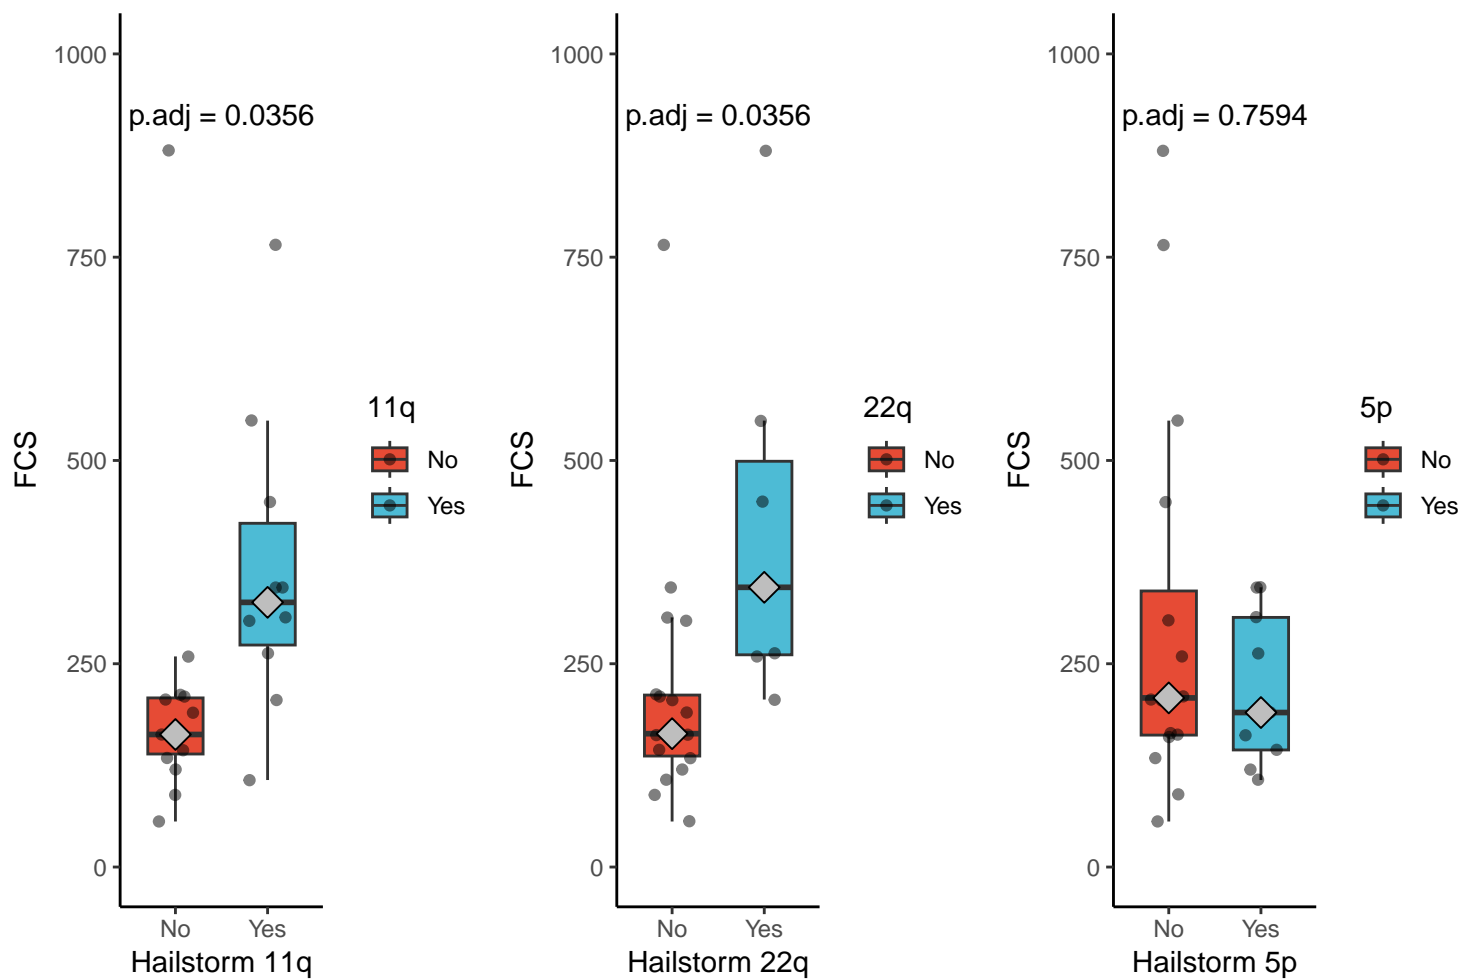 1000
750
500
250
0
FCS
p.adj = 0.0356
No
Yes
Hailstorm 11q
11q
No
Yes
1000
750
500
250
0
FCS
p.adj = 0.0356
No
Yes
Hailstorm 22q
22q
No
Yes
1000
750
500
250
0
FCS
p.adj = 0.7594
No
Yes
Hailstorm 5p
5p
No
Yes